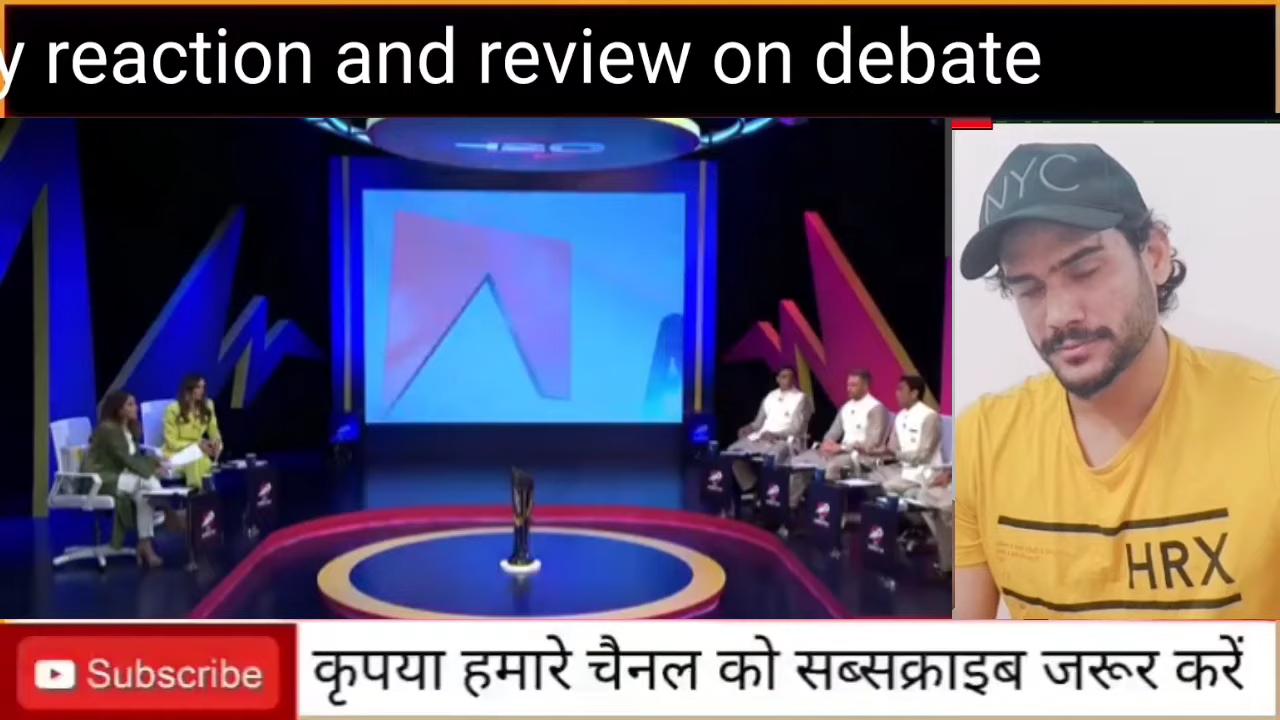 y reaction and review on debate
NYC
HRX
Subscribe
कृपया हमारे चैनल को सब्सक्राइब जरूर करें